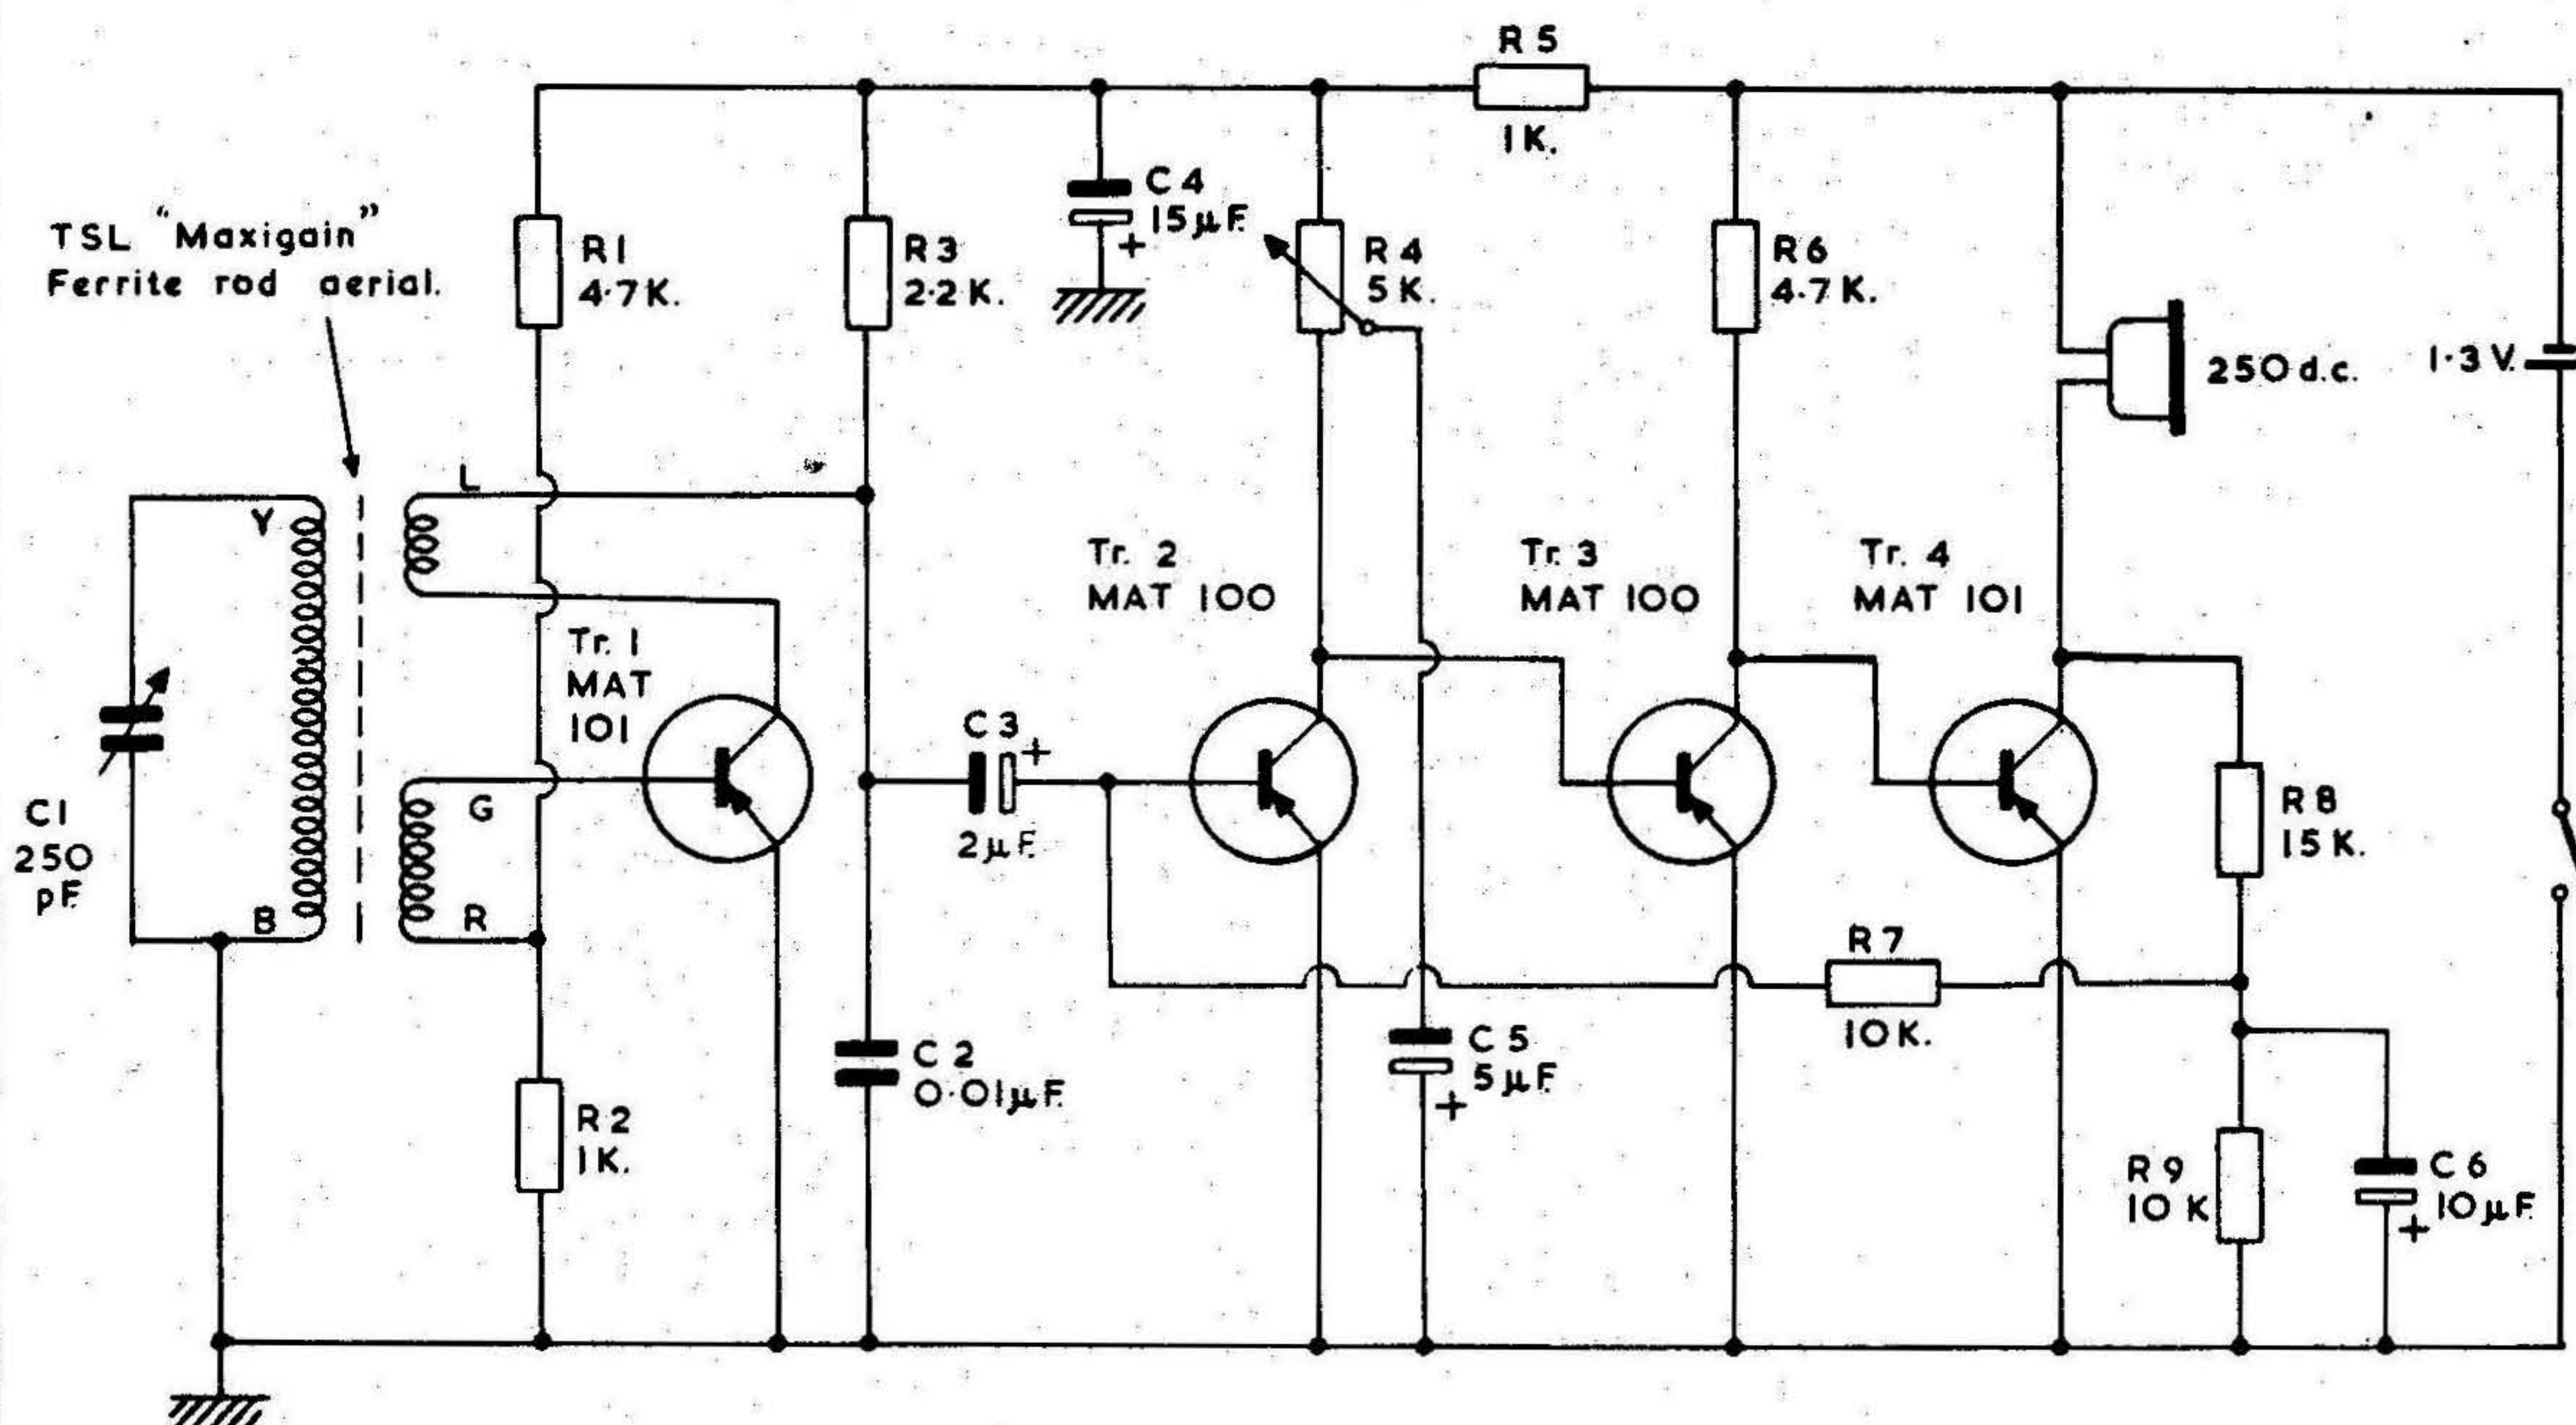 R5
1K.
TSL "Maxigain"
Ferrite rod aerial.
R1
4.7K.
R3
2.2K.
C4
15µF.
+
R4
5K.
R6
4.7K.
250 d.c.
1.3 V.
L
Y
Tr. 1
MAT
101
Tr. 2
MAT 100
Tr. 3
MAT 100
Tr. 4
MAT 101
C3
+
2µF.
C1
250
pF.
G
B
R
R8
15K.
R7
10K.
C2
0.01µF.
C5
5µF.
+
R2
1K.
R9
10K
C6
10µF.
+